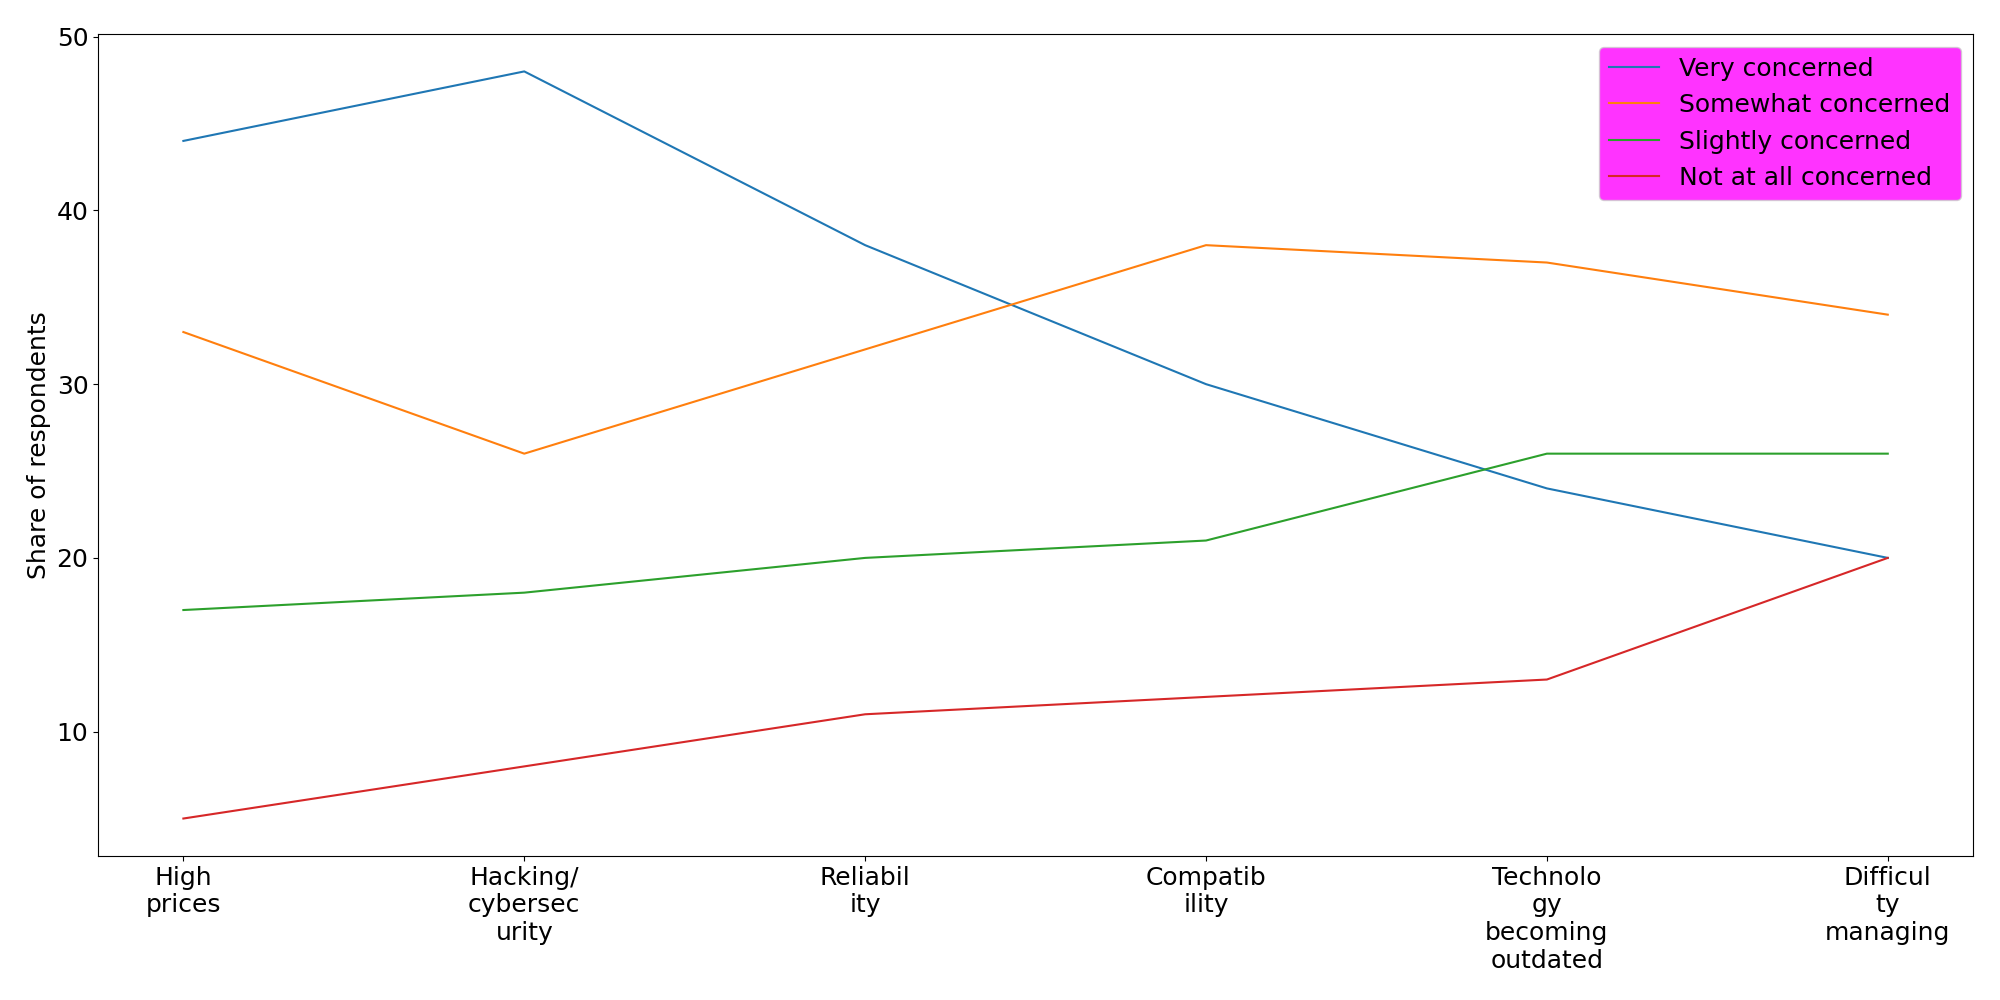 Share of respondents
50
40
30
20
10
Very concerned
Somewhat concerned
Slightly concerned
Not at all concerned
High
prices
Hacking/
cybersec
urity
Reliabil
ity
Compatib
ility
Technolo
gy
becoming
outdated
Difficul
ty
managing